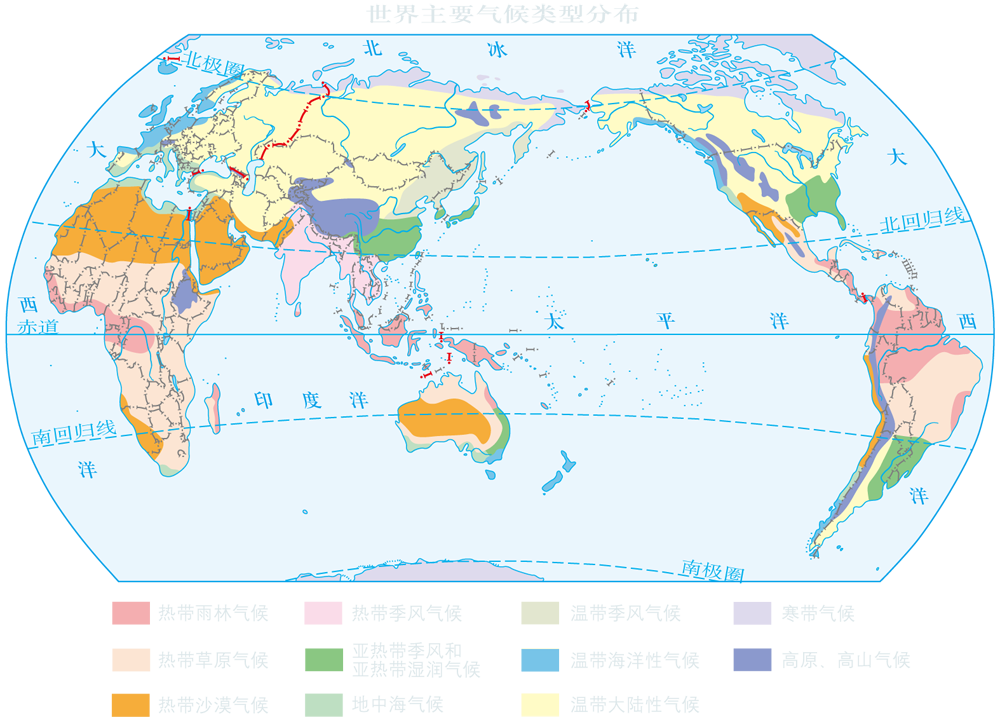 世界主要气候类型分布
北冰洋
北极圈
大
大
北回归线
西
赤道
太平洋
西
印度洋
南回归线
洋
洋
南极圈
热带雨林气候
热带季风气候
温带季风气候
寒带气候
热带草原气候
亚热带季风和
亚热带湿润气候
温带海洋性气候
高原、高山气候
热带沙漠气候
地中海气候
温带大陆性气候